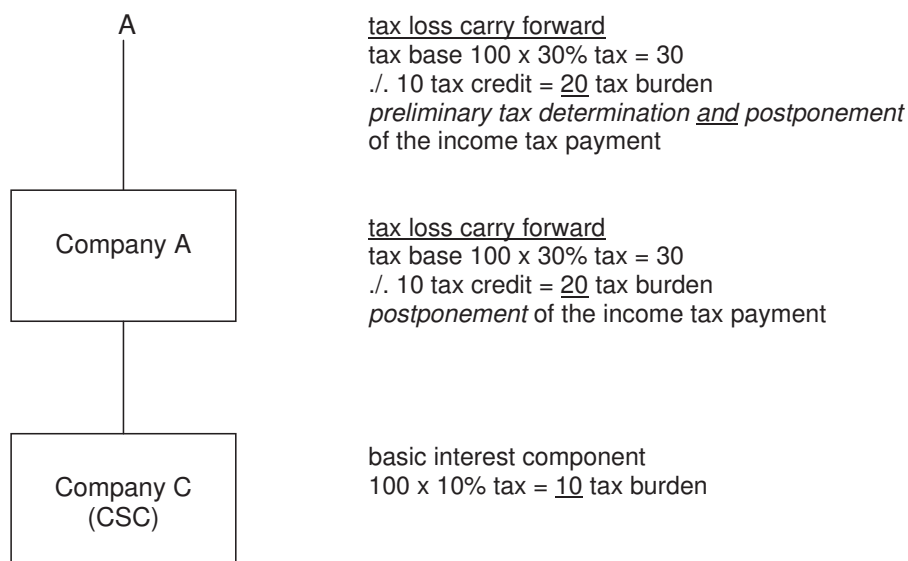 A
tax loss carry forward
tax base 100 x 30% tax = 30
./. 10 tax credit = 20 tax burden
preliminary tax determination and postponement
of the income tax payment
Company A
tax loss carry forward
tax base 100 x 30% tax = 30
./. 10 tax credit = 20 tax burden
postponement of the income tax payment
Company C
(CSC)
basic interest component
100 x 10% tax = 10 tax burden